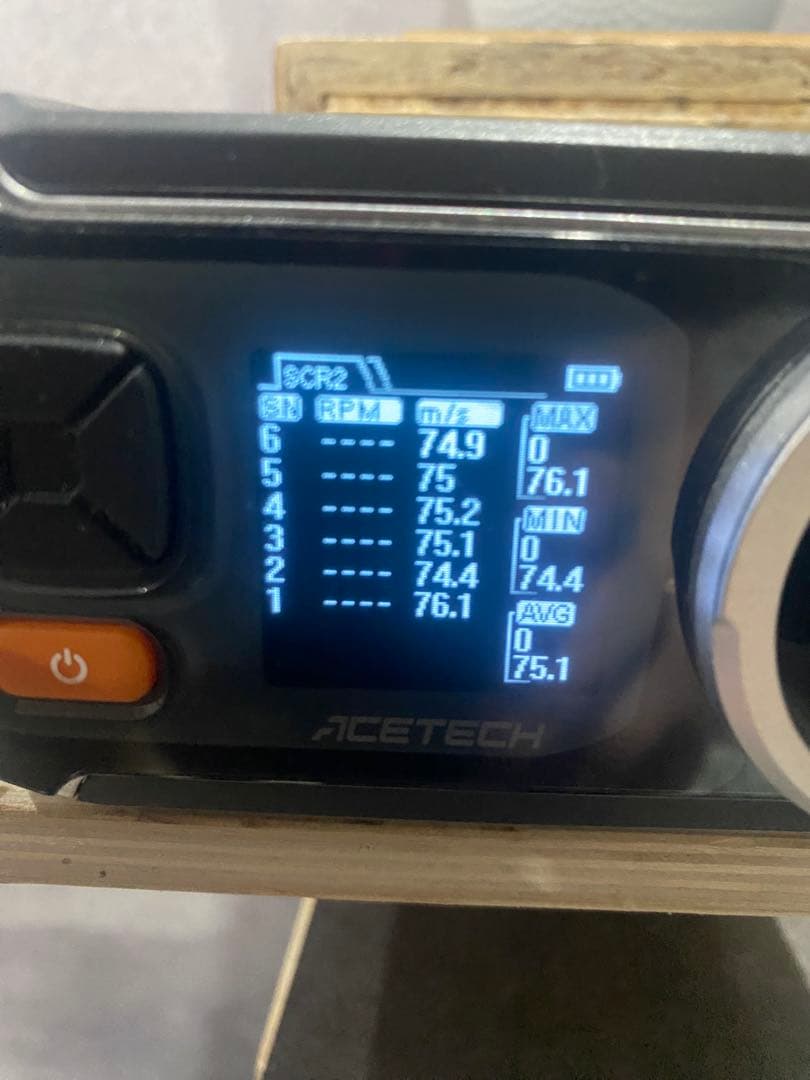 SCR2
SN RPM m/s MAX
6 ---- 74.9 0
5 ---- 75 76.1
4 ---- 75.2 MIN
3 ---- 75.1 0
2 ---- 74.4 74.4
1 ---- 76.1 AVG
0
75.1
ACETECH